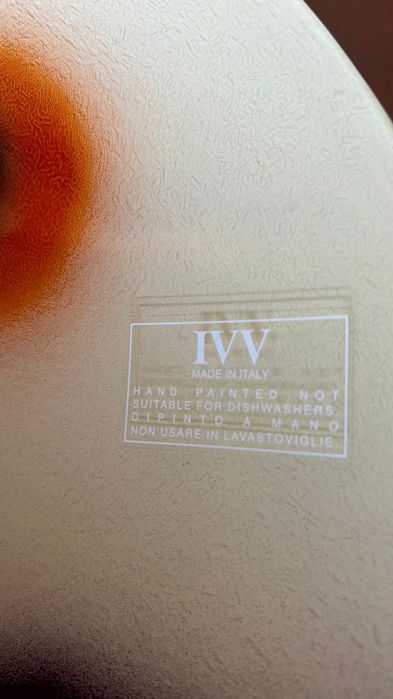 IVV
MADE IN ITALY
HAND PAINTED NOT
SUITABLE FOR DISHWASHERS.
DIPINTO A MANO
NON USARE IN LAVASTOVIGLIE